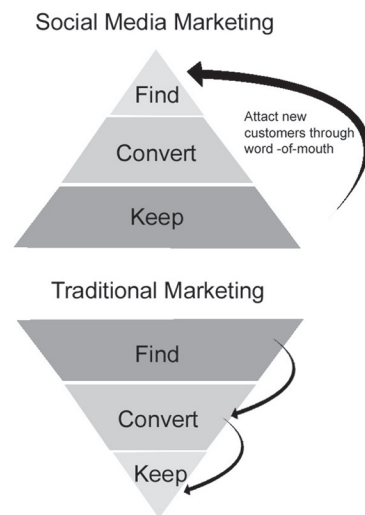 Social Media Marketing
Find
Attact new
customers through
word -of-mouth
Convert
Keep
Traditional Marketing
Find
Convert
Keep